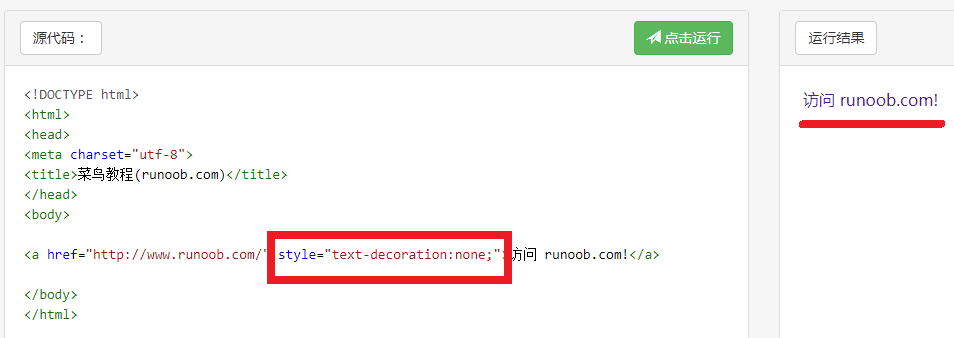 源代码：
点击运行
运行结果
<!DOCTYPE html>
<html>
<head>
<meta charset="utf-8">
<title>菜鸟教程(runoob.com)</title>
</head>
<body>
<a href="http://www.runoob.com/" style="text-decoration:none;">访问 runoob.com!</a>
</body>
</html>
访问 runoob.com!